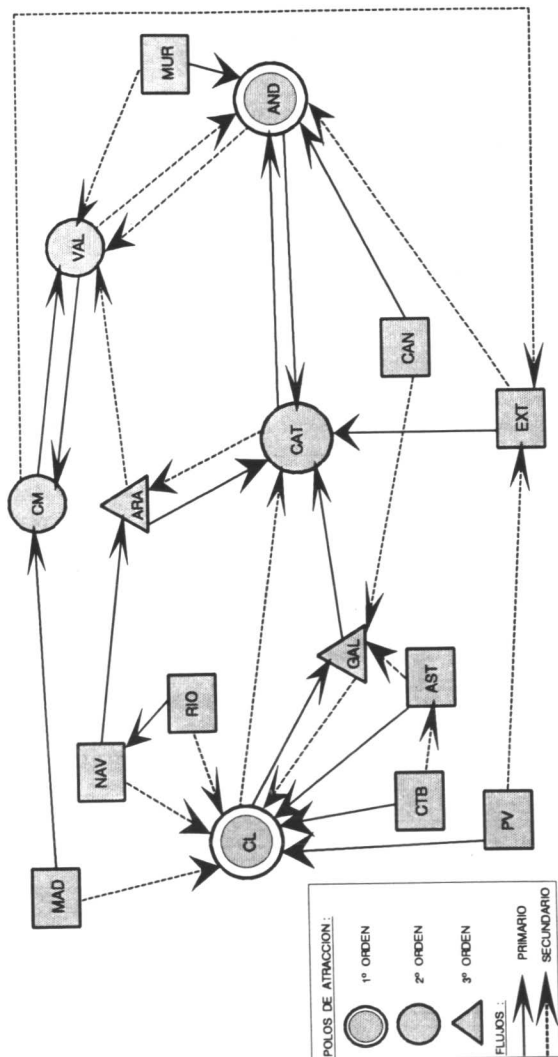 MAD
CM
VAL
MUR
NAV
ARA
AND
RIO
CL
CAT
GAL
CAN
CTB
AST
PV
EXT
POLOS DE ATRACCION :
1º ORDEN
2º ORDEN
3º ORDEN
FLUJOS :
PRIMARIO
SECUNDARIO